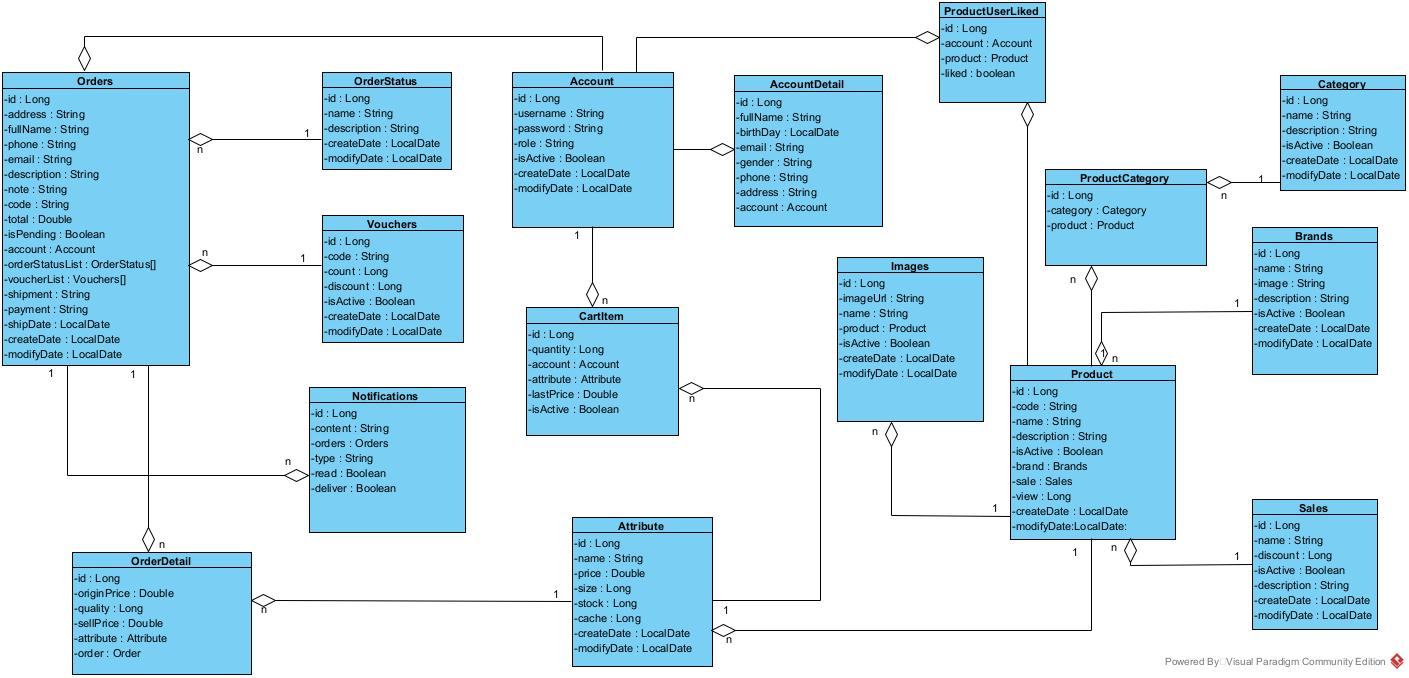 Orders
-id : Long
-address : String
-fullName : String
-phone : String
-email : String
-description : String
-note : String
-code : String
-total : Double
-isPending : Boolean
-account : Account
-orderStatusList : OrderStatus[]
-voucherList : Vouchers[]
-shipment : String
-payment : String
-shipDate : LocalDate
-createDate : LocalDate
-modifyDate : LocalDate
1
1
n
1
n
1
OrderStatus
-id : Long
-name : String
-description : String
-createDate : LocalDate
-modifyDate : LocalDate
Vouchers
-id : Long
-code : String
-count : Long
-discount : Long
-isActive : Boolean
-createDate : LocalDate
-modifyDate : LocalDate
Notifications
-id : Long
-content : String
-orders : Orders
-type : String
-read : Boolean
-deliver : Boolean
n
n
OrderDetail
-id : Long
-originPrice : Double
-quality : Long
-sellPrice : Double
-attribute : Attribute
-order : Order
n
1
Account
-id : Long
-username : String
-password : String
-role : String
-isActive : Boolean
-createDate : LocalDate
-modifyDate : LocalDate
1
n
AccountDetail
-id : Long
-fullName : String
-birthDay : LocalDate
-email : String
-gender : String
-phone : String
-address : String
-account : Account
CartItem
-id : Long
-quantity : Long
-account : Account
-attribute : Attribute
-lastPrice : Double
-isActive : Boolean
n
Attribute
-id : Long
-name : String
-price : Double
-size : Long
-stock : Long
-cache : Long
-createDate : LocalDate
-modifyDate : LocalDate
1
n
ProductUserLiked
-id : Long
-account : Account
-product : Product
-liked : boolean
Images
-id : Long
-imageUrl : String
-name : String
-product : Product
-isActive : Boolean
-createDate : LocalDate
-modifyDate : LocalDate
n
1
ProductCategory
-id : Long
-category : Category
-product : Product
n
1
n
1
n
1
Category
-id : Long
-name : String
-description : String
-isActive : Boolean
-createDate : LocalDate
-modifyDate : LocalDate
Brands
-id : Long
-name : String
-image : String
-description : String
-isActive : Boolean
-createDate : LocalDate
-modifyDate : LocalDate
Product
-id : Long
-code : String
-name : String
-description : String
-isActive : Boolean
-brand : Brands
-sale : Sales
-view : Long
-createDate : LocalDate
-modifyDate:LocalDate:
1
n
1
Sales
-id : Long
-name : String
-discount : Long
-isActive : Boolean
-description : String
-createDate : LocalDate
-modifyDate : LocalDate
Powered By Visual Paradigm Community Edition